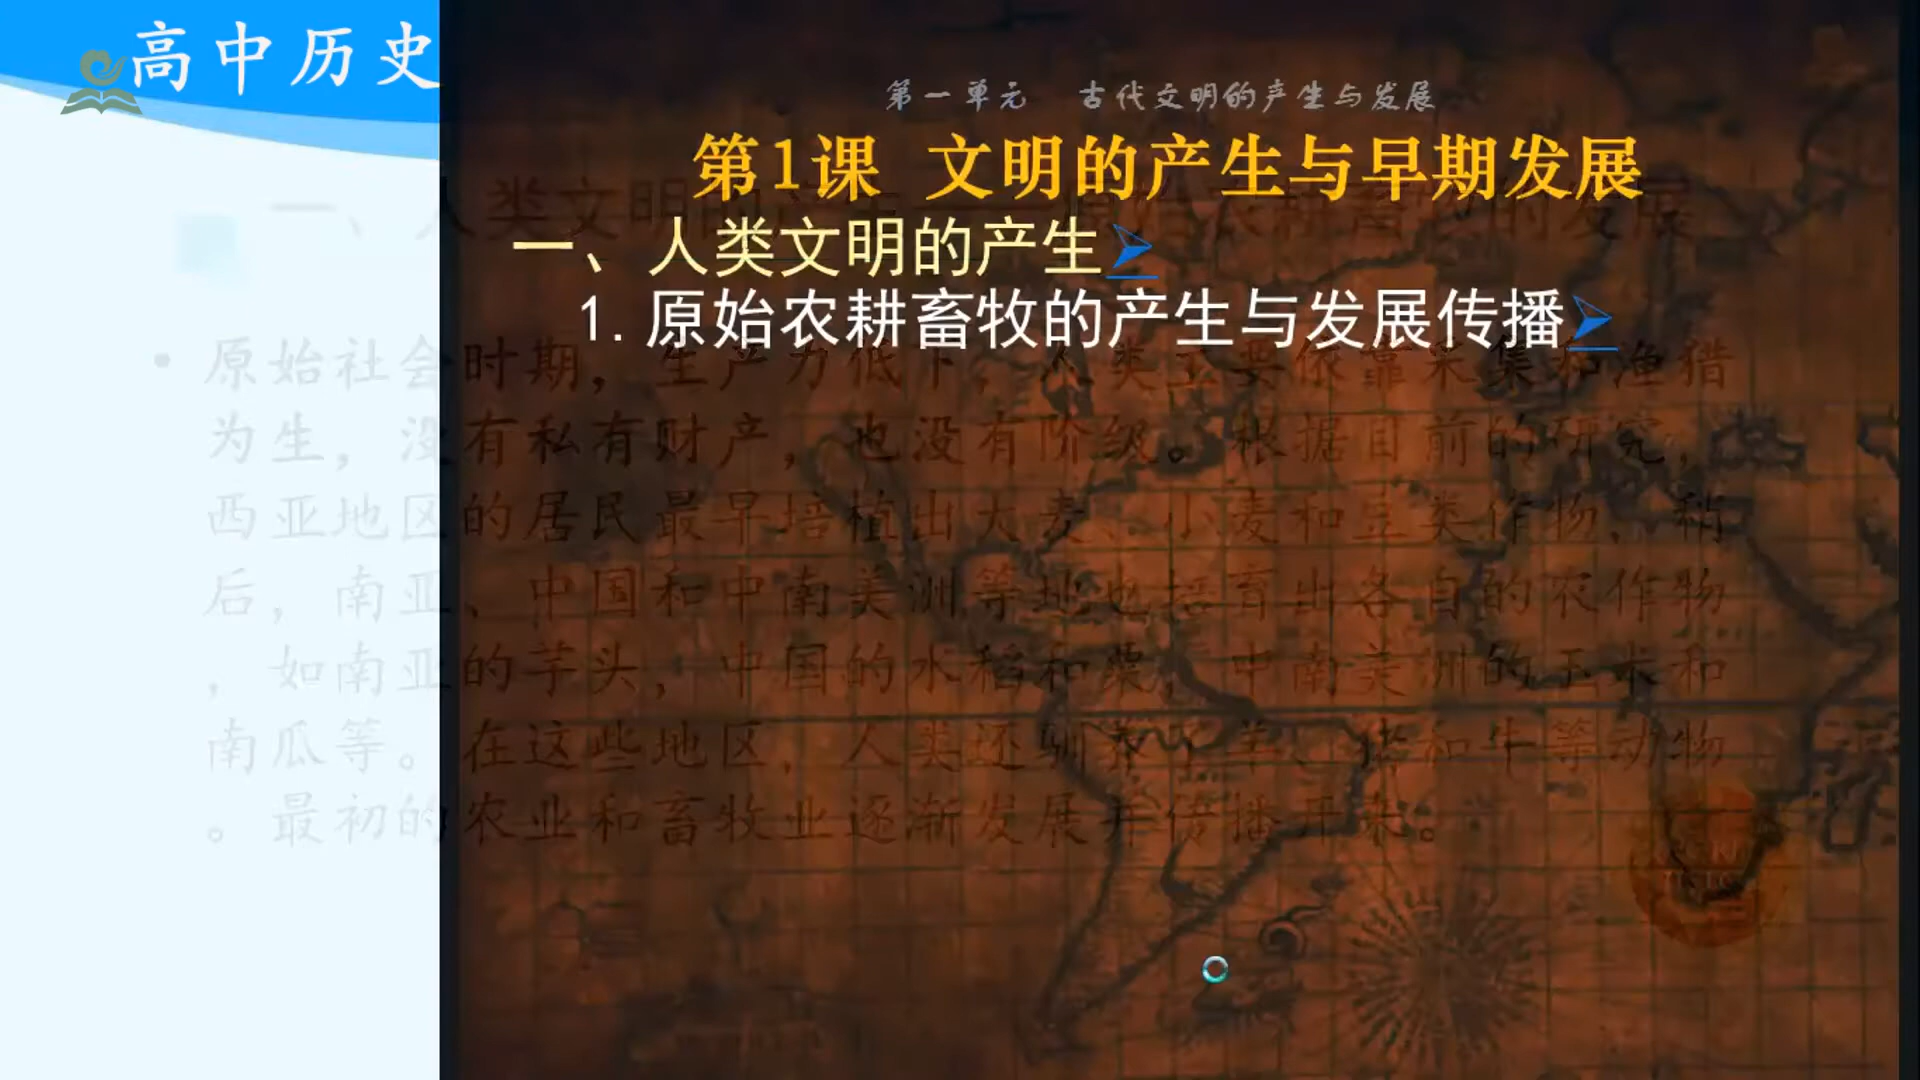 高中历史
第一单元 古代文明的产生与发展
第1课 文明的产生与早期发展
一、人类文明的产生
1.原始农耕畜牧的产生与发展传播
原始社会时期，生产力低下，人类主要依靠采集和渔猎
为生，没有私有财产，也没有阶级。根据目前的研究，
西亚地区的居民最早培植出大麦、小麦和豆类作物，稍
后，南亚、中国和中南美洲等地也培育出各自的农作物
，如南亚的芋头，中国的水稻和粟，中南美洲的玉米和
南瓜等。在这些地区，人类还驯养了羊、猪和牛等动物
。最初的农业和畜牧业逐渐发展并传播开来。